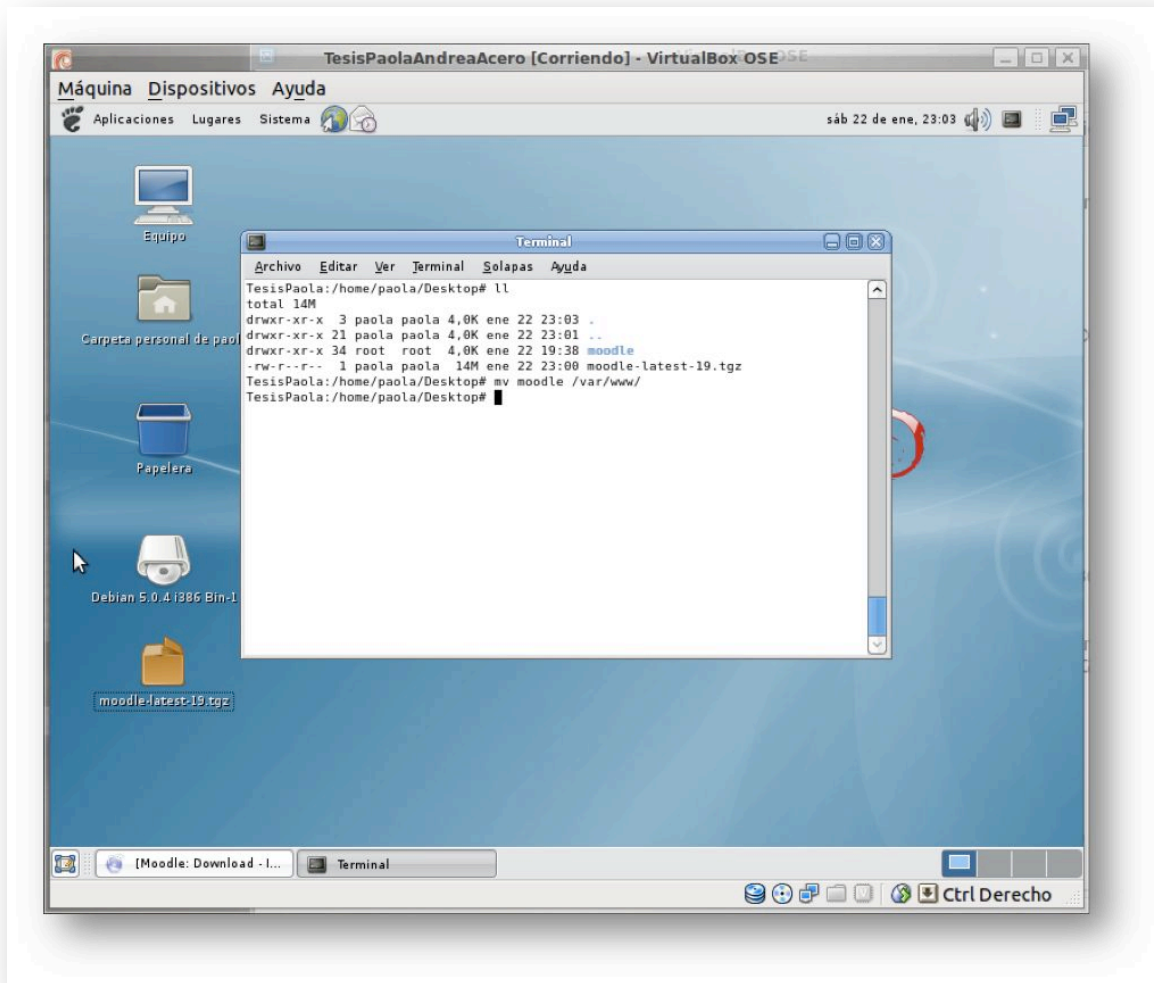 TesisPaolaAndreaAcero [Corriendo] - VirtualBox OSE
Máquina Dispositivos Ayuda
Aplicaciones Lugares Sistema sáb 22 de ene, 23:03
Equipo
Terminal
Archivo Editar Ver Terminal Solapas Ayuda
TesisPaola:/home/paola/Desktop# ll
total 14M
drwxr-xr-x 3 paola paola 4,0K ene 22 23:03 .
drwxr-xr-x 21 paola paola 4,0K ene 22 23:01 ..
drwxr-xr-x 34 root root 4,0K ene 22 19:38 moodle
-rw-r--r-- 1 paola paola 14M ene 22 23:00 moodle-latest-19.tgz
TesisPaola:/home/paola/Desktop# mv moodle /var/www/
TesisPaola:/home/paola/Desktop#
Carpeta personal de paol
Papelera
Debian 5.0.4 i386 Bin-1
moodle-latest-19.tgz
[Moodle: Download - I... Terminal
Ctrl Derecho